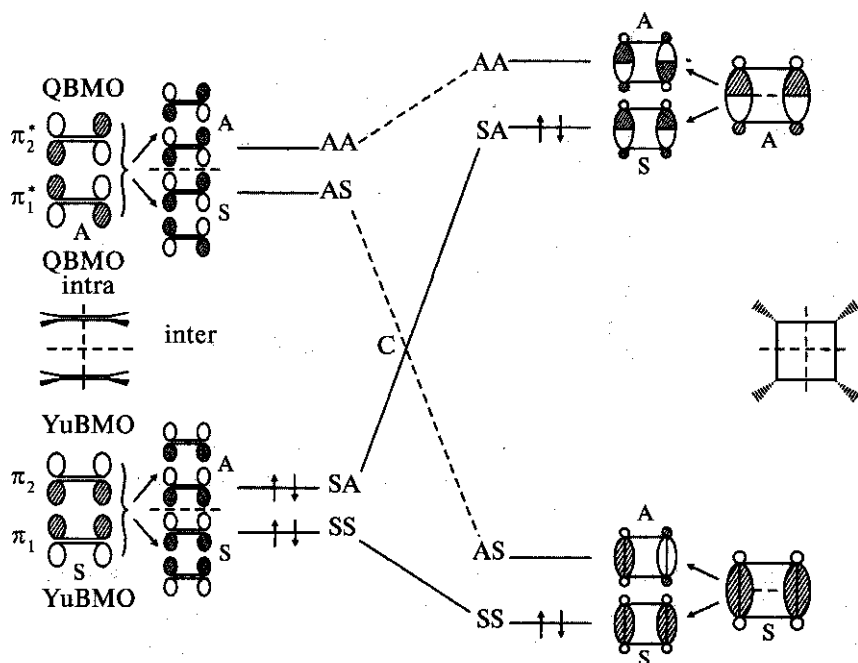 QBMO
π₂*
π₁*
A
QBMO
intra
inter
YuBMO
π₂
π₁
S
YuBMO
A
S
A
S
AA
AS
SA
SS
C
AA
SA
AS
SS
A
S
A
A
S
S